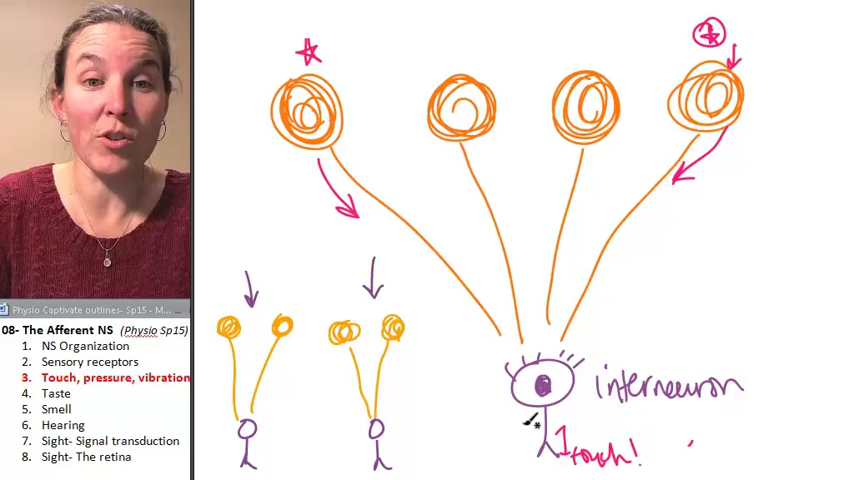 Physio Captivate outlines- Sp15
08- The Afferent NS (Physio Sp15)
1. NS Organization
2. Sensory receptors
3. Touch, pressure, vibration
4. Taste
5. Smell
6. Hearing
7. Sight- Signal transduction
8. Sight- The retina
interneuron
touch!